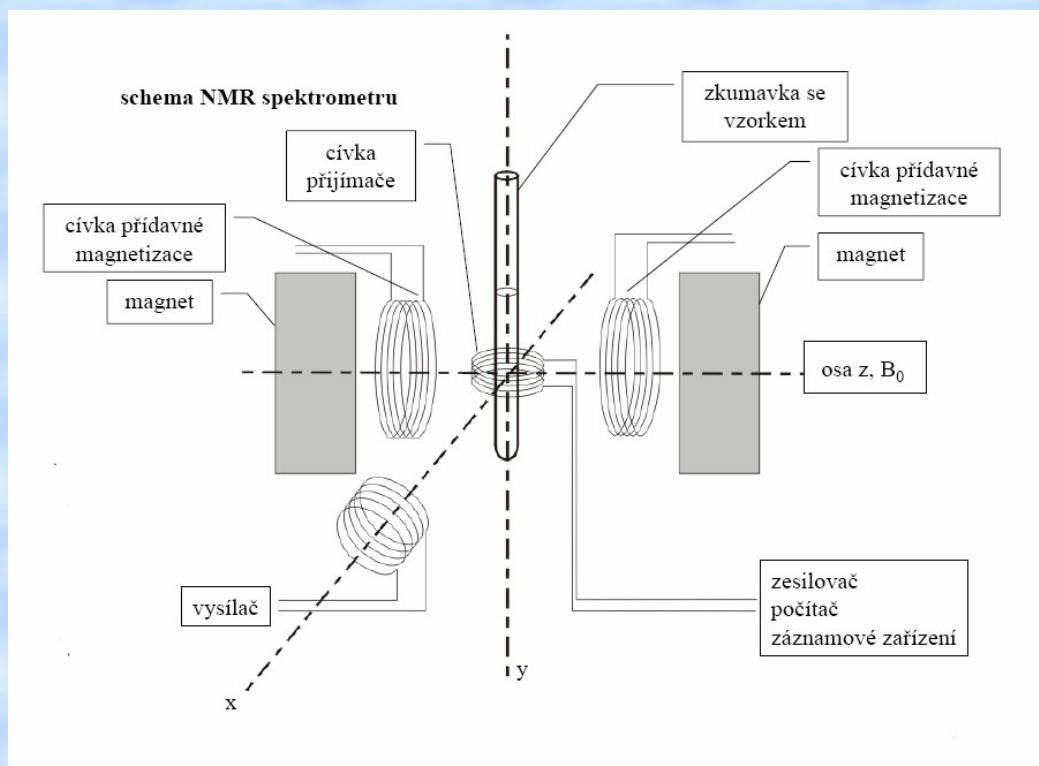 schema NMR spektrometru
zkumavka se
vzorkem
cívka
přijímače
cívka přídavné
magnetizace
cívka přídavné
magnetizace
magnet
magnet
osa z, B₀
vysílač
zesilovač
počítač
záznamové zařízení
y
x